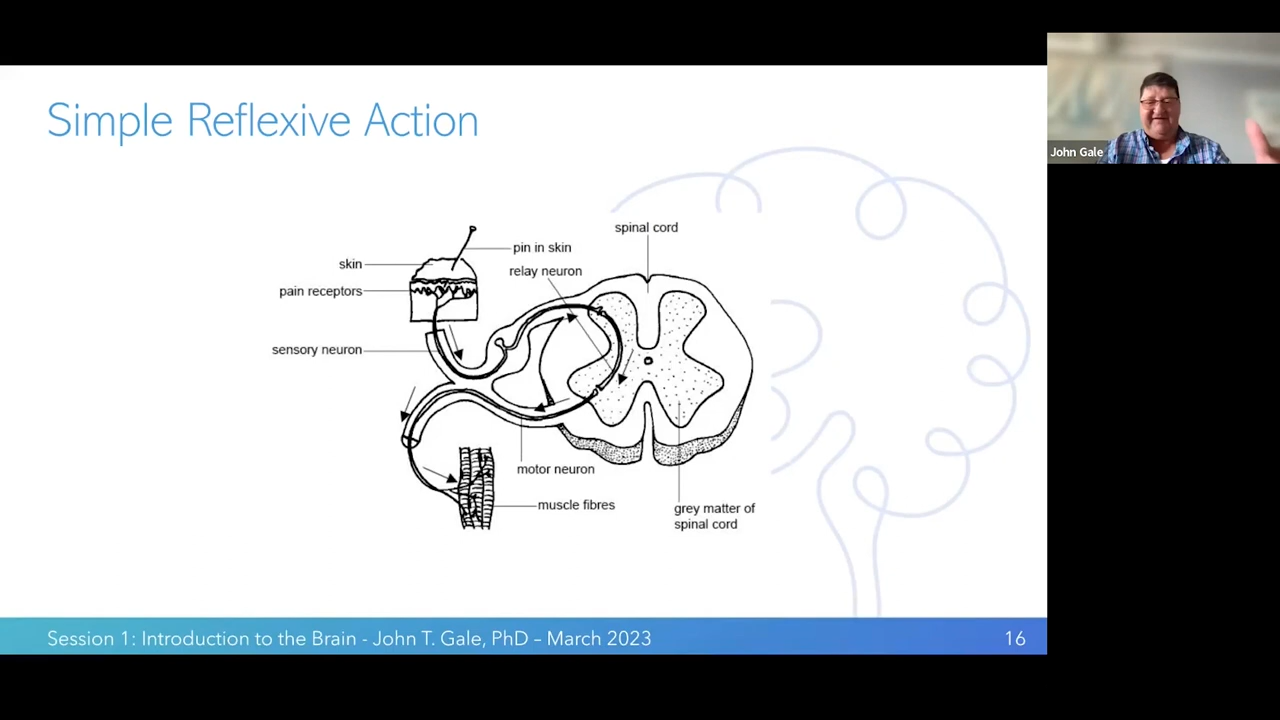 Simple Reflexive Action
John Gale
spinal cord
pin in skin
skin
relay neuron
pain receptors
sensory neuron
motor neuron
muscle fibres
grey matter of
spinal cord
Session 1: Introduction to the Brain - John T. Gale, PhD – March 2023
16